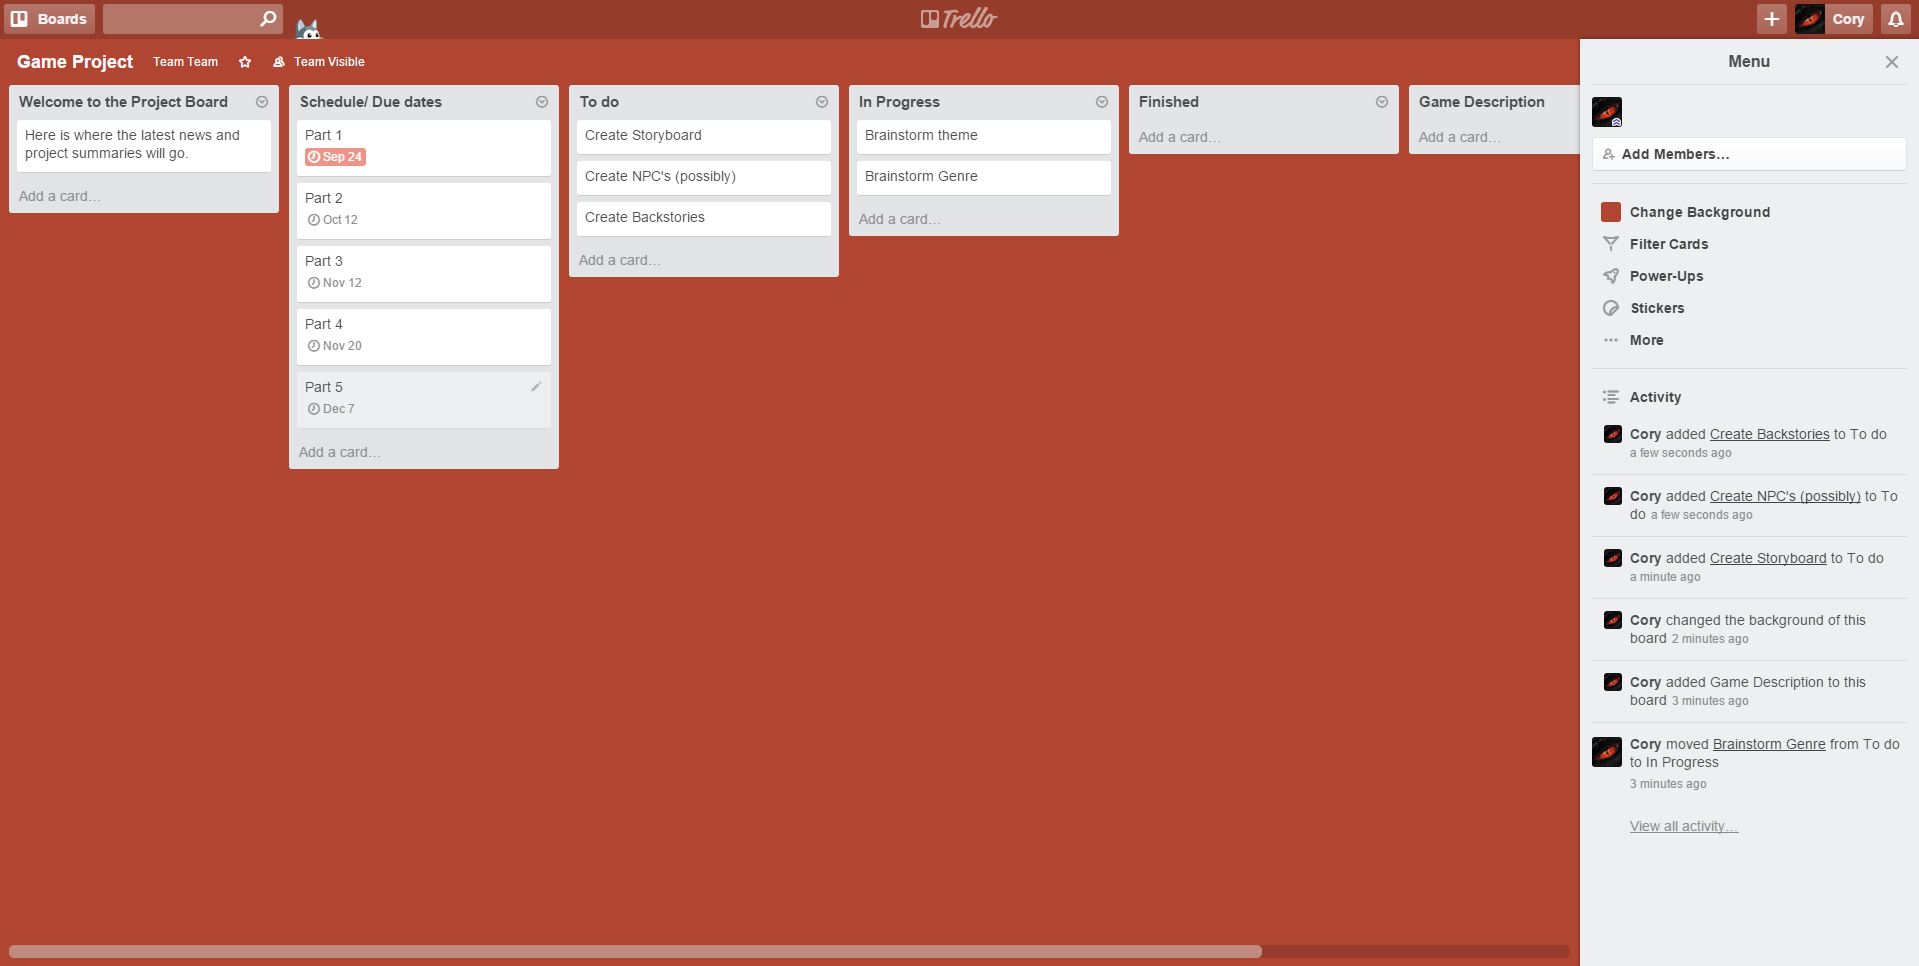 Boards
Trello
Cory
Game Project
Team Team
Team Visible
Welcome to the Project Board
Here is where the latest news and
project summaries will go.
Add a card…
Schedule/ Due dates
Part 1
Sep 24
Part 2
Oct 12
Part 3
Nov 12
Part 4
Nov 20
Part 5
Dec 7
Add a card…
To do
Create Storyboard
Create NPC's (possibly)
Create Backstories
Add a card…
In Progress
Brainstorm theme
Brainstorm Genre
Add a card…
Finished
Add a card…
Game Description
Add a card…
Menu
Add Members…
Change Background
Filter Cards
Power-Ups
Stickers
More
Activity
Cory added Create Backstories to To do
a few seconds ago
Cory added Create NPC's (possibly) to To
do a few seconds ago
Cory added Create Storyboard to To do
a minute ago
Cory changed the background of this
board 2 minutes ago
Cory added Game Description to this
board 3 minutes ago
Cory moved Brainstorm Genre from To do
to In Progress
3 minutes ago
View all activity…